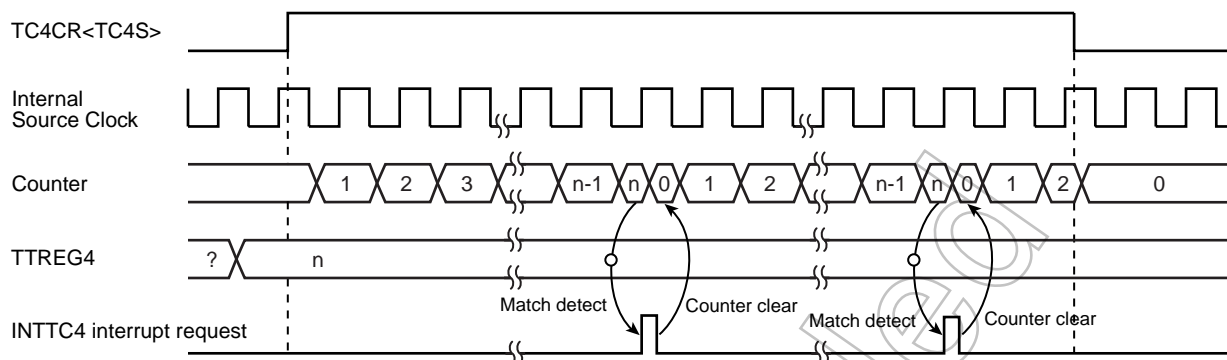 TC4CR<TC4S>
Internal
Source Clock
Counter 1 2 3 n-1 n 0 1 2 n-1 n 0 1 2 0
TTREG4 ? n
Match detect Counter clear Match detect Counter clear
INTTC4 interrupt request